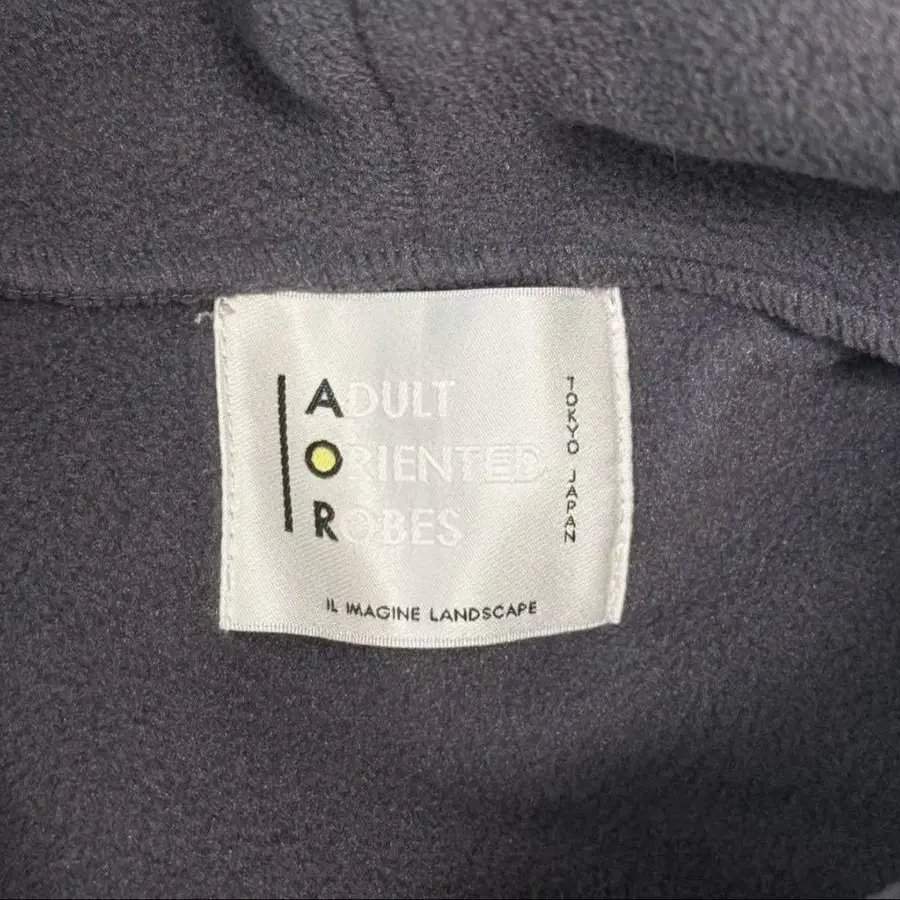 ADULT
ORIENTED
ROBES
TOKYO JAPAN
IL IMAGINE LANDSCAPE